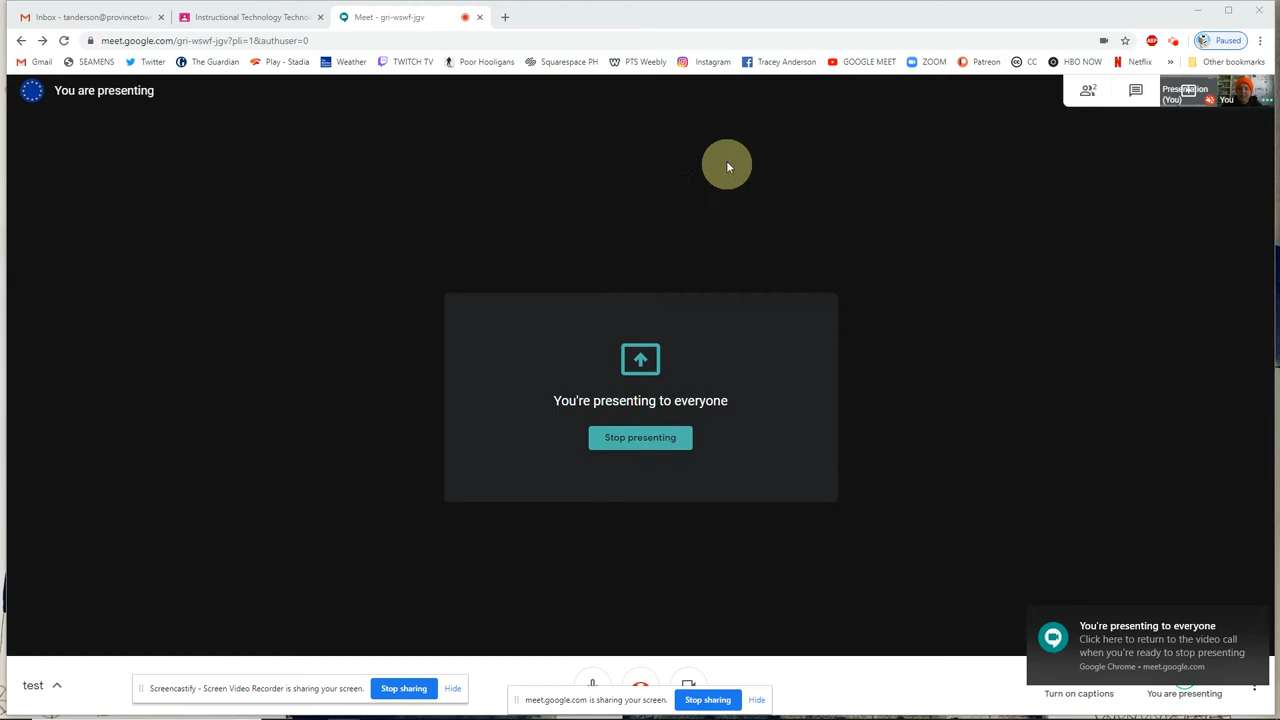 Inbox - tanderson@provincetow
Instructional Technology Technol
Meet - gri-wswf-jgv
meet.google.com/gri-wswf-jgv?pli=1&authuser=0
ABP
Paused
Gmail
SEAMENS
Twitter
The Guardian
Play - Stadia
Weather
TWITCH TV
Poor Hooligans
Squarespace PH
PTS Weebly
Instagram
Tracey Anderson
GOOGLE MEET
ZOOM
Patreon
CC
HBO NOW
Netflix
»
Other bookmarks
You are presenting
2
Presentation
(You)
You
You're presenting to everyone
Stop presenting
You're presenting to everyone
Click here to return to the video call
when you're ready to stop presenting
Google Chrome • meet.google.com
test
Screencastify - Screen Video Recorder is sharing your screen.
Stop sharing
Hide
meet.google.com is sharing your screen.
Stop sharing
Hide
Turn on captions
You are presenting